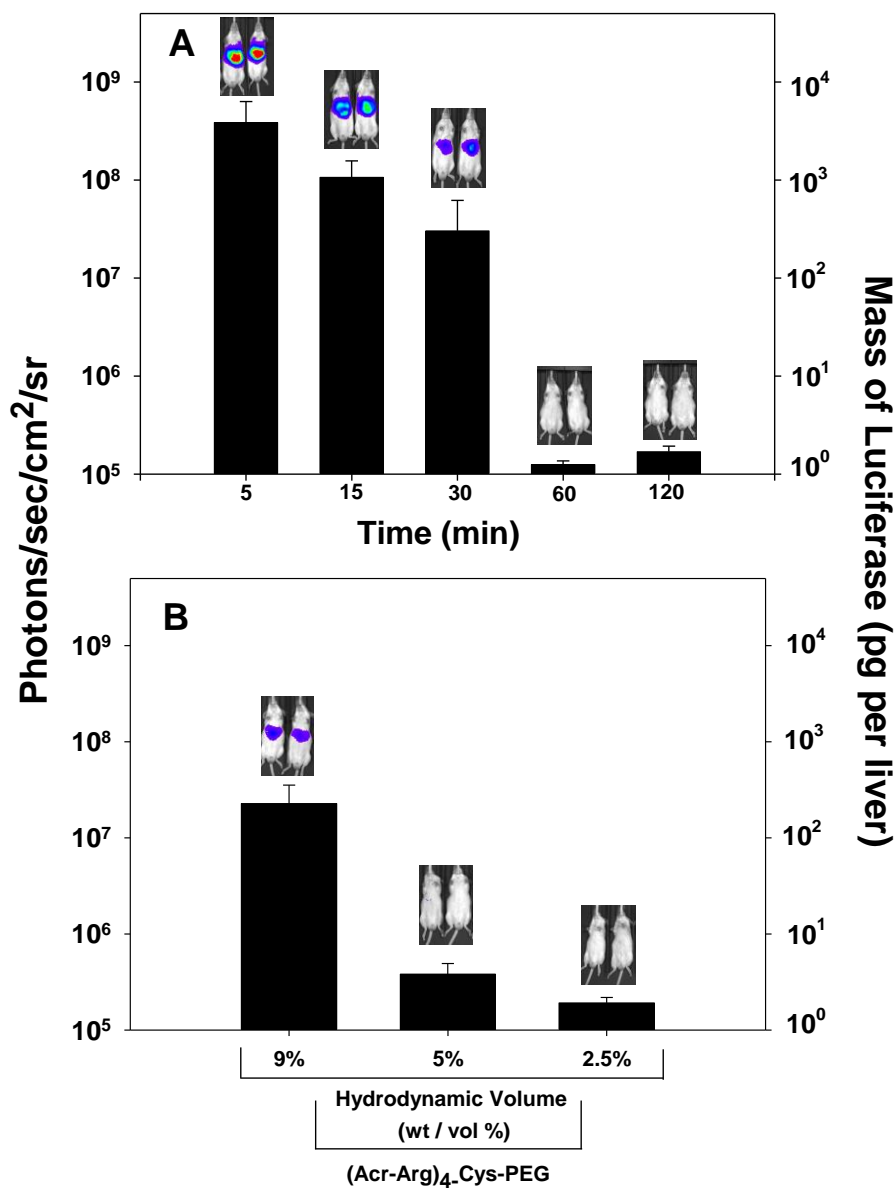 A
10⁹
10⁸
10⁷
10⁶
10⁵
10⁴
10³
10²
10¹
10⁰
5 15 30 60 120
Time (min)
Photons/sec/cm²/sr
Mass of Luciferase (pg per liver)
B
10⁹
10⁸
10⁷
10⁶
10⁵
10⁴
10³
10²
10¹
10⁰
9% 5% 2.5%
Hydrodynamic Volume
(wt / vol %)
(Acr-Arg)₄-Cys-PEG